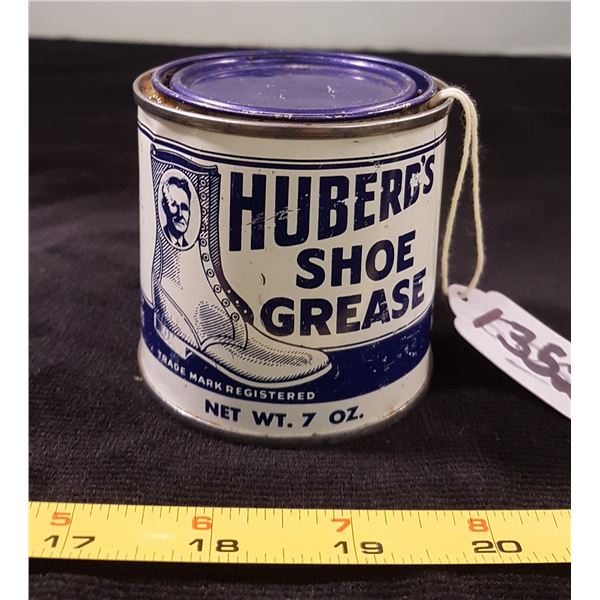 HUBERD'S
SHOE
GREASE
TRADE MARK REGISTERED
NET WT. 7 OZ.
5 6 7 8
17 18 19 20